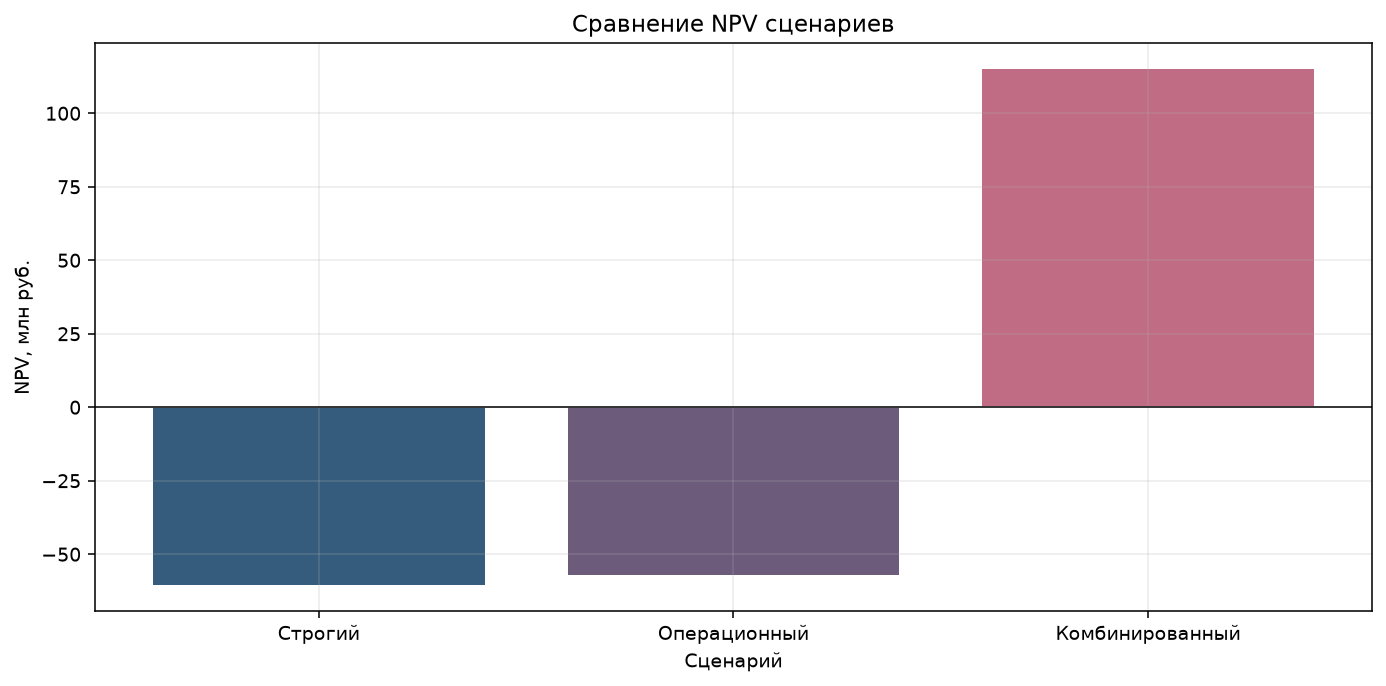 Сравнение NPV сценариев
NPV, млн руб.
100
75
50
25
0
−25
−50
Строгий
Операционный
Комбинированный
Сценарий